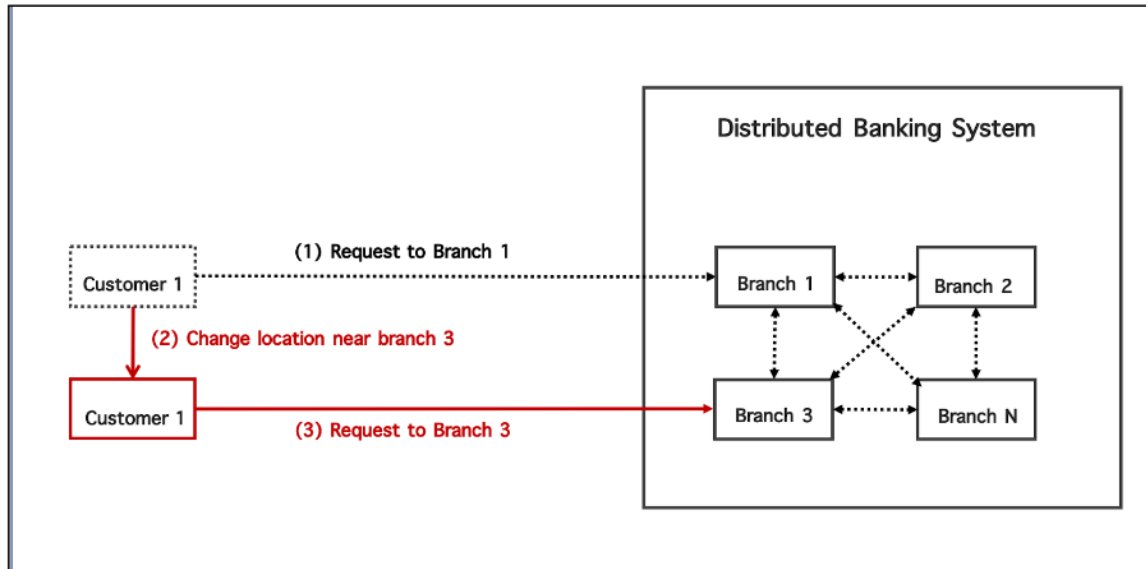 Distributed Banking System
(1) Request to Branch 1
Customer 1
Branch 1
Branch 2
(2) Change location near branch 3
Customer 1
(3) Request to Branch 3
Branch 3
Branch N